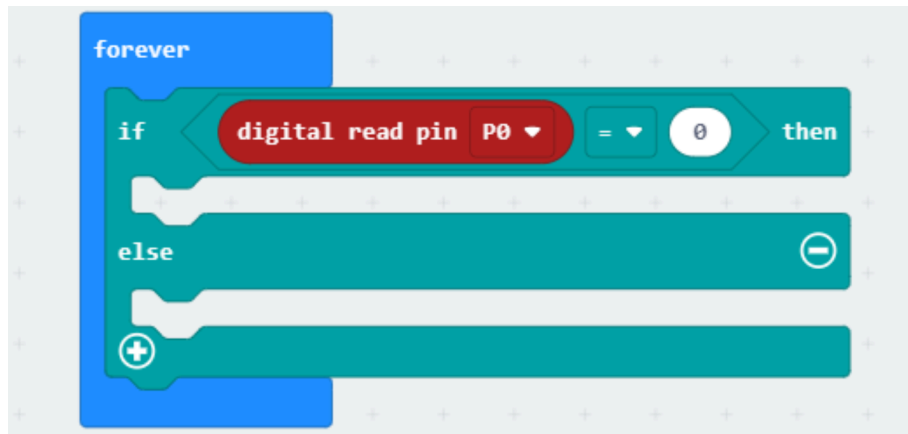 forever
if digital read pin P0 = 0 then
else